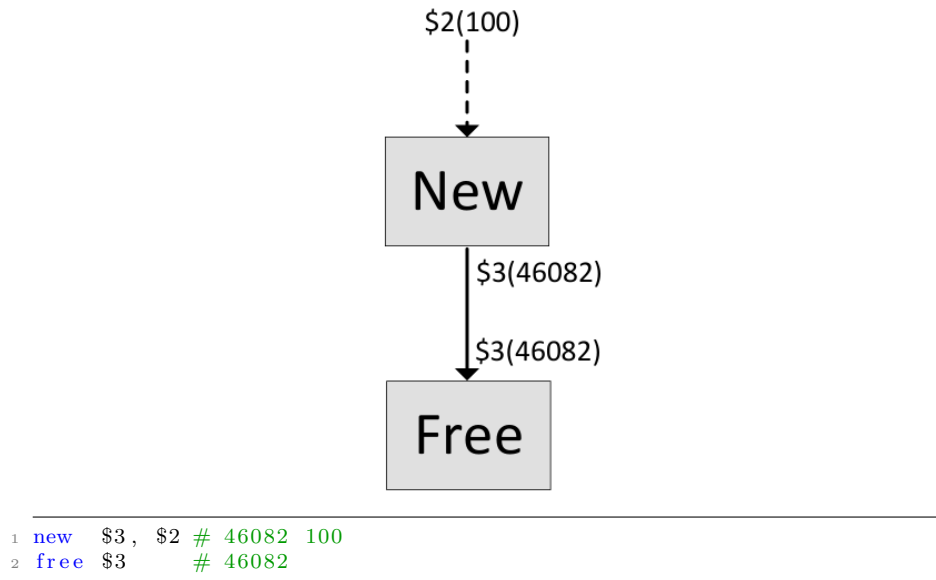 $2(100)
New
$3(46082)
$3(46082)
Free
1 new $3, $2 # 46082 100
2 free $3 # 46082